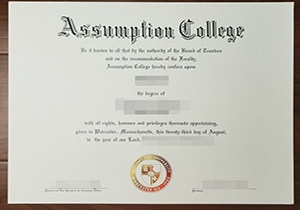 Assumption College
Be it known to all that by the authority of the Board of Trustees
and on the recommendation of the Faculty,
Assumption College hereby confers upon
the degree of
with all rights, honours and privileges thereunto appertaining,
given in Worcester, Massachusetts, this twenty-third day of August,
in the year of our Lord,